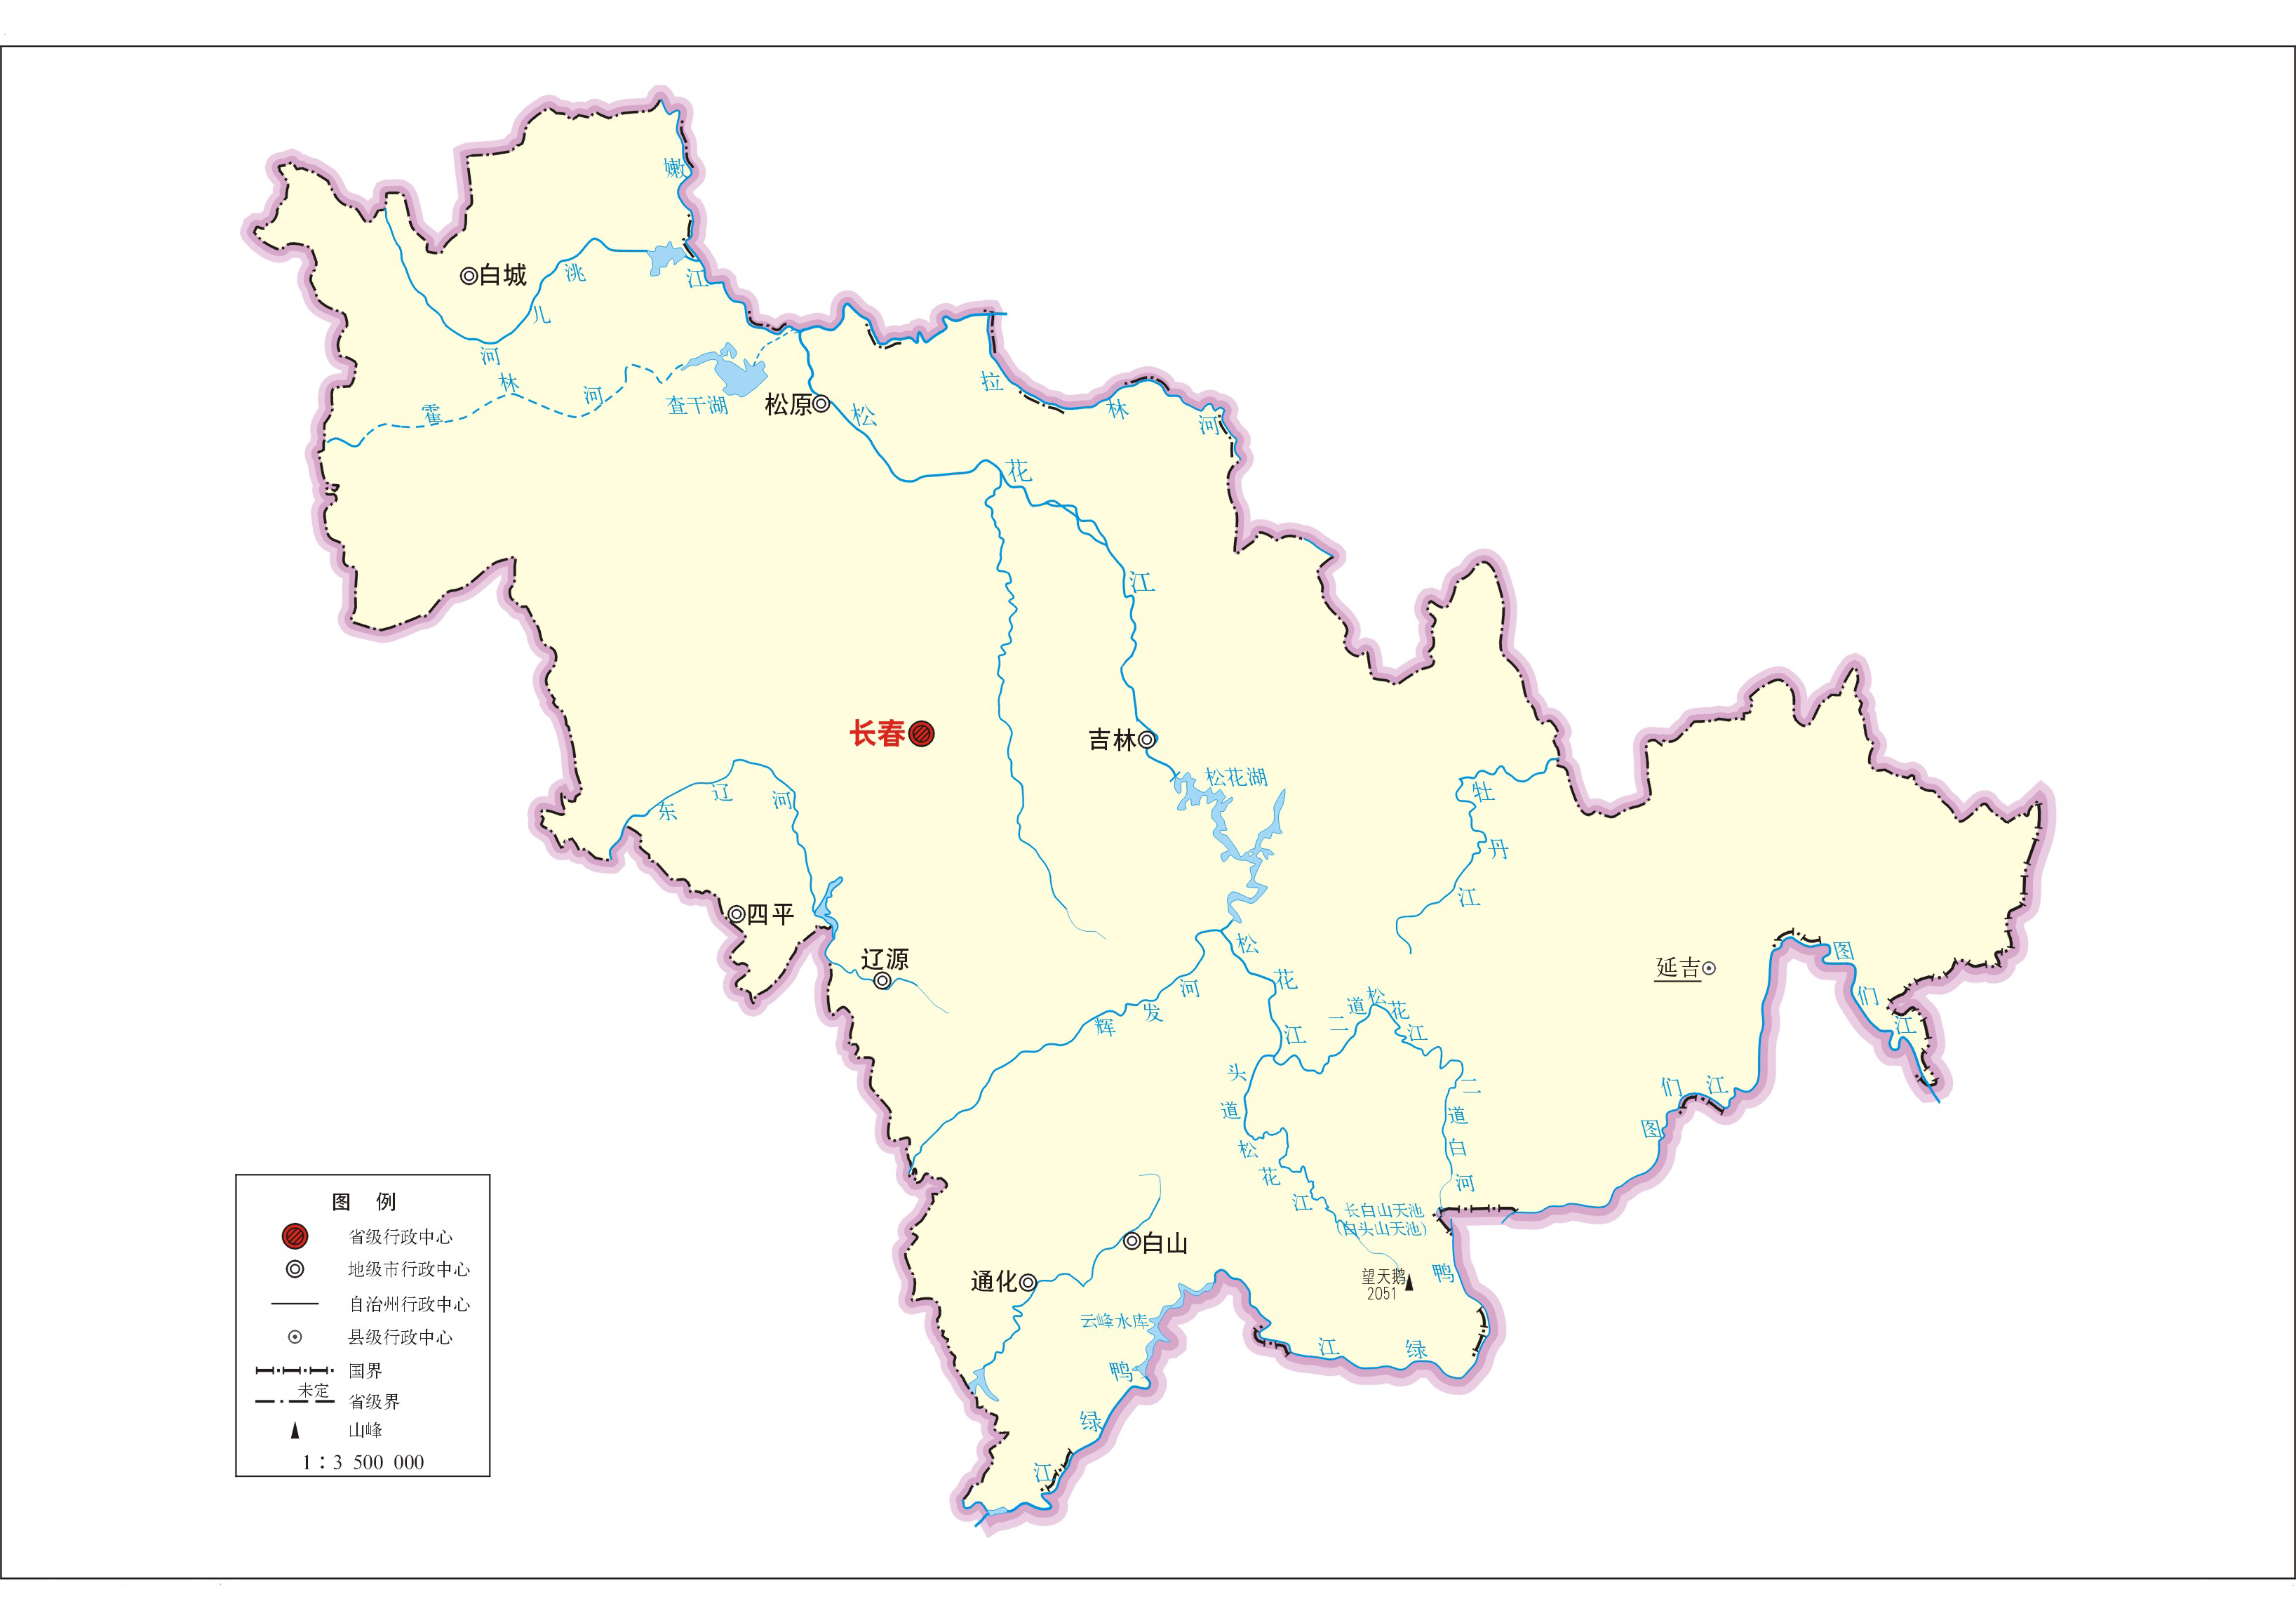 嫩江
白城
洮儿河
霍林河
查干湖
松原
松花江
拉林河
长春
吉林
松花湖
牡丹江
东辽河
四平
辽源
松花江
辉发河
二道松花江
头道松花江
二道白河
延吉
图们江
图们江
长白山天池
(白头山天池)
望天鹅
2051
鸭绿江
白山
通化
云峰水库
鸭绿江
图 例
省级行政中心
地级市行政中心
自治州行政中心
县级行政中心
国界
未定
省级界
山峰
1:3 500 000